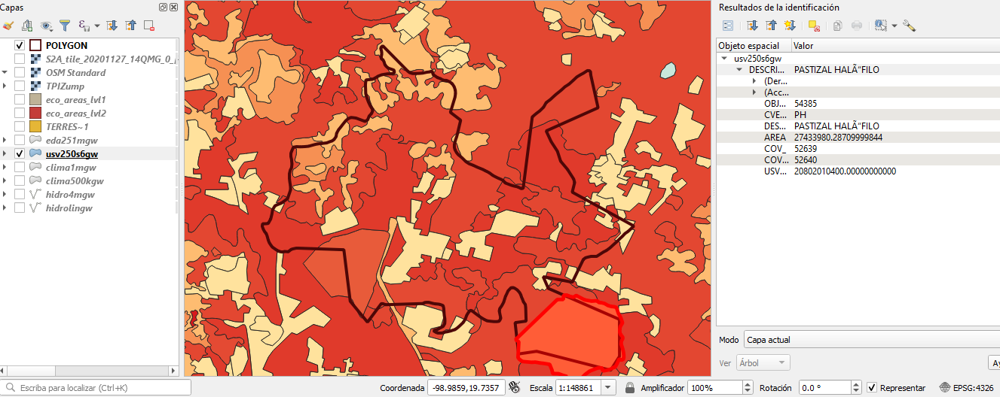 Capas
POLYGON
S2A_tile_20201127_14QMG_0_
OSM Standard
TPIZump
eco_areas_lvl1
eco_areas_lvl2
TERRES~1
eda251mgw
usv250s6gw
clima1mgw
clima500kgw
hidro4mgw
hidrolingw
Resultados de la identificación
Objeto espacial Valor
usv250s6gw
DESCRI... PASTIZAL HALÃ“FILO
(Der...
(Acc...
OBJ... 54385
CVE... PH
DES... PASTIZAL HALÃ“FILO
AREA 27433980.28709999844
COV_ 52639
COV... 52640
USV... 20802010400.00000000000
Modo Capa actual
Ver Árbol Ay
Escriba para localizar (Ctrl+K) Coordenada -98.9859,19.7357 Escala 1:148861 Amplificador 100% Rotación 0.0 ° Representar EPSG:4326